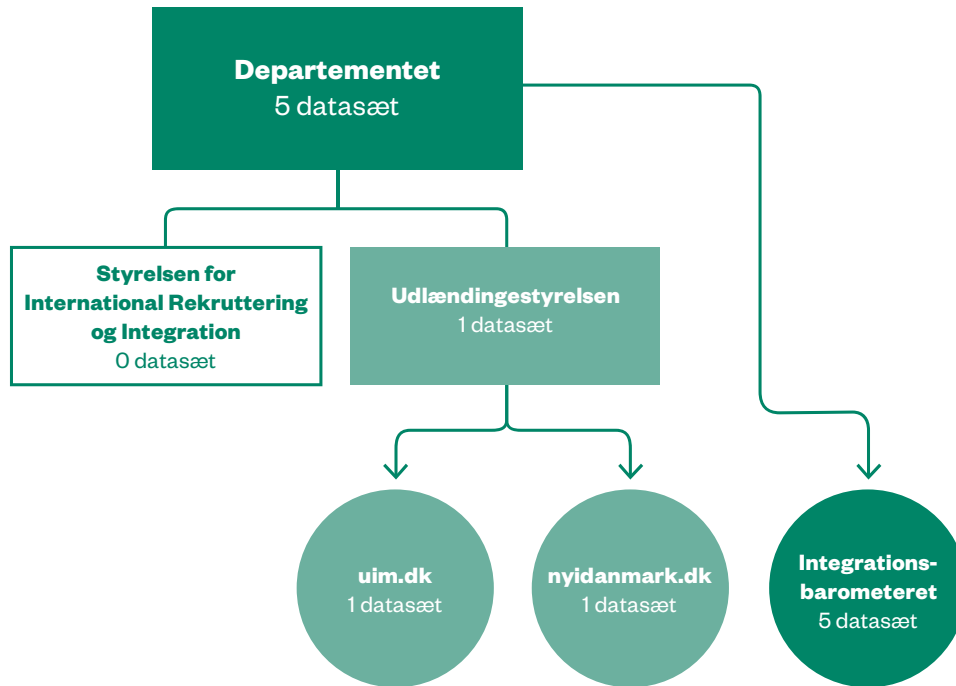 Departementet
5 datasæt
Styrelsen for
International Rekruttering
og Integration
0 datasæt
Udlændingestyrelsen
1 datasæt
uim.dk
1 datasæt
nyidanmark.dk
1 datasæt
Integrations-
barometeret
5 datasæt